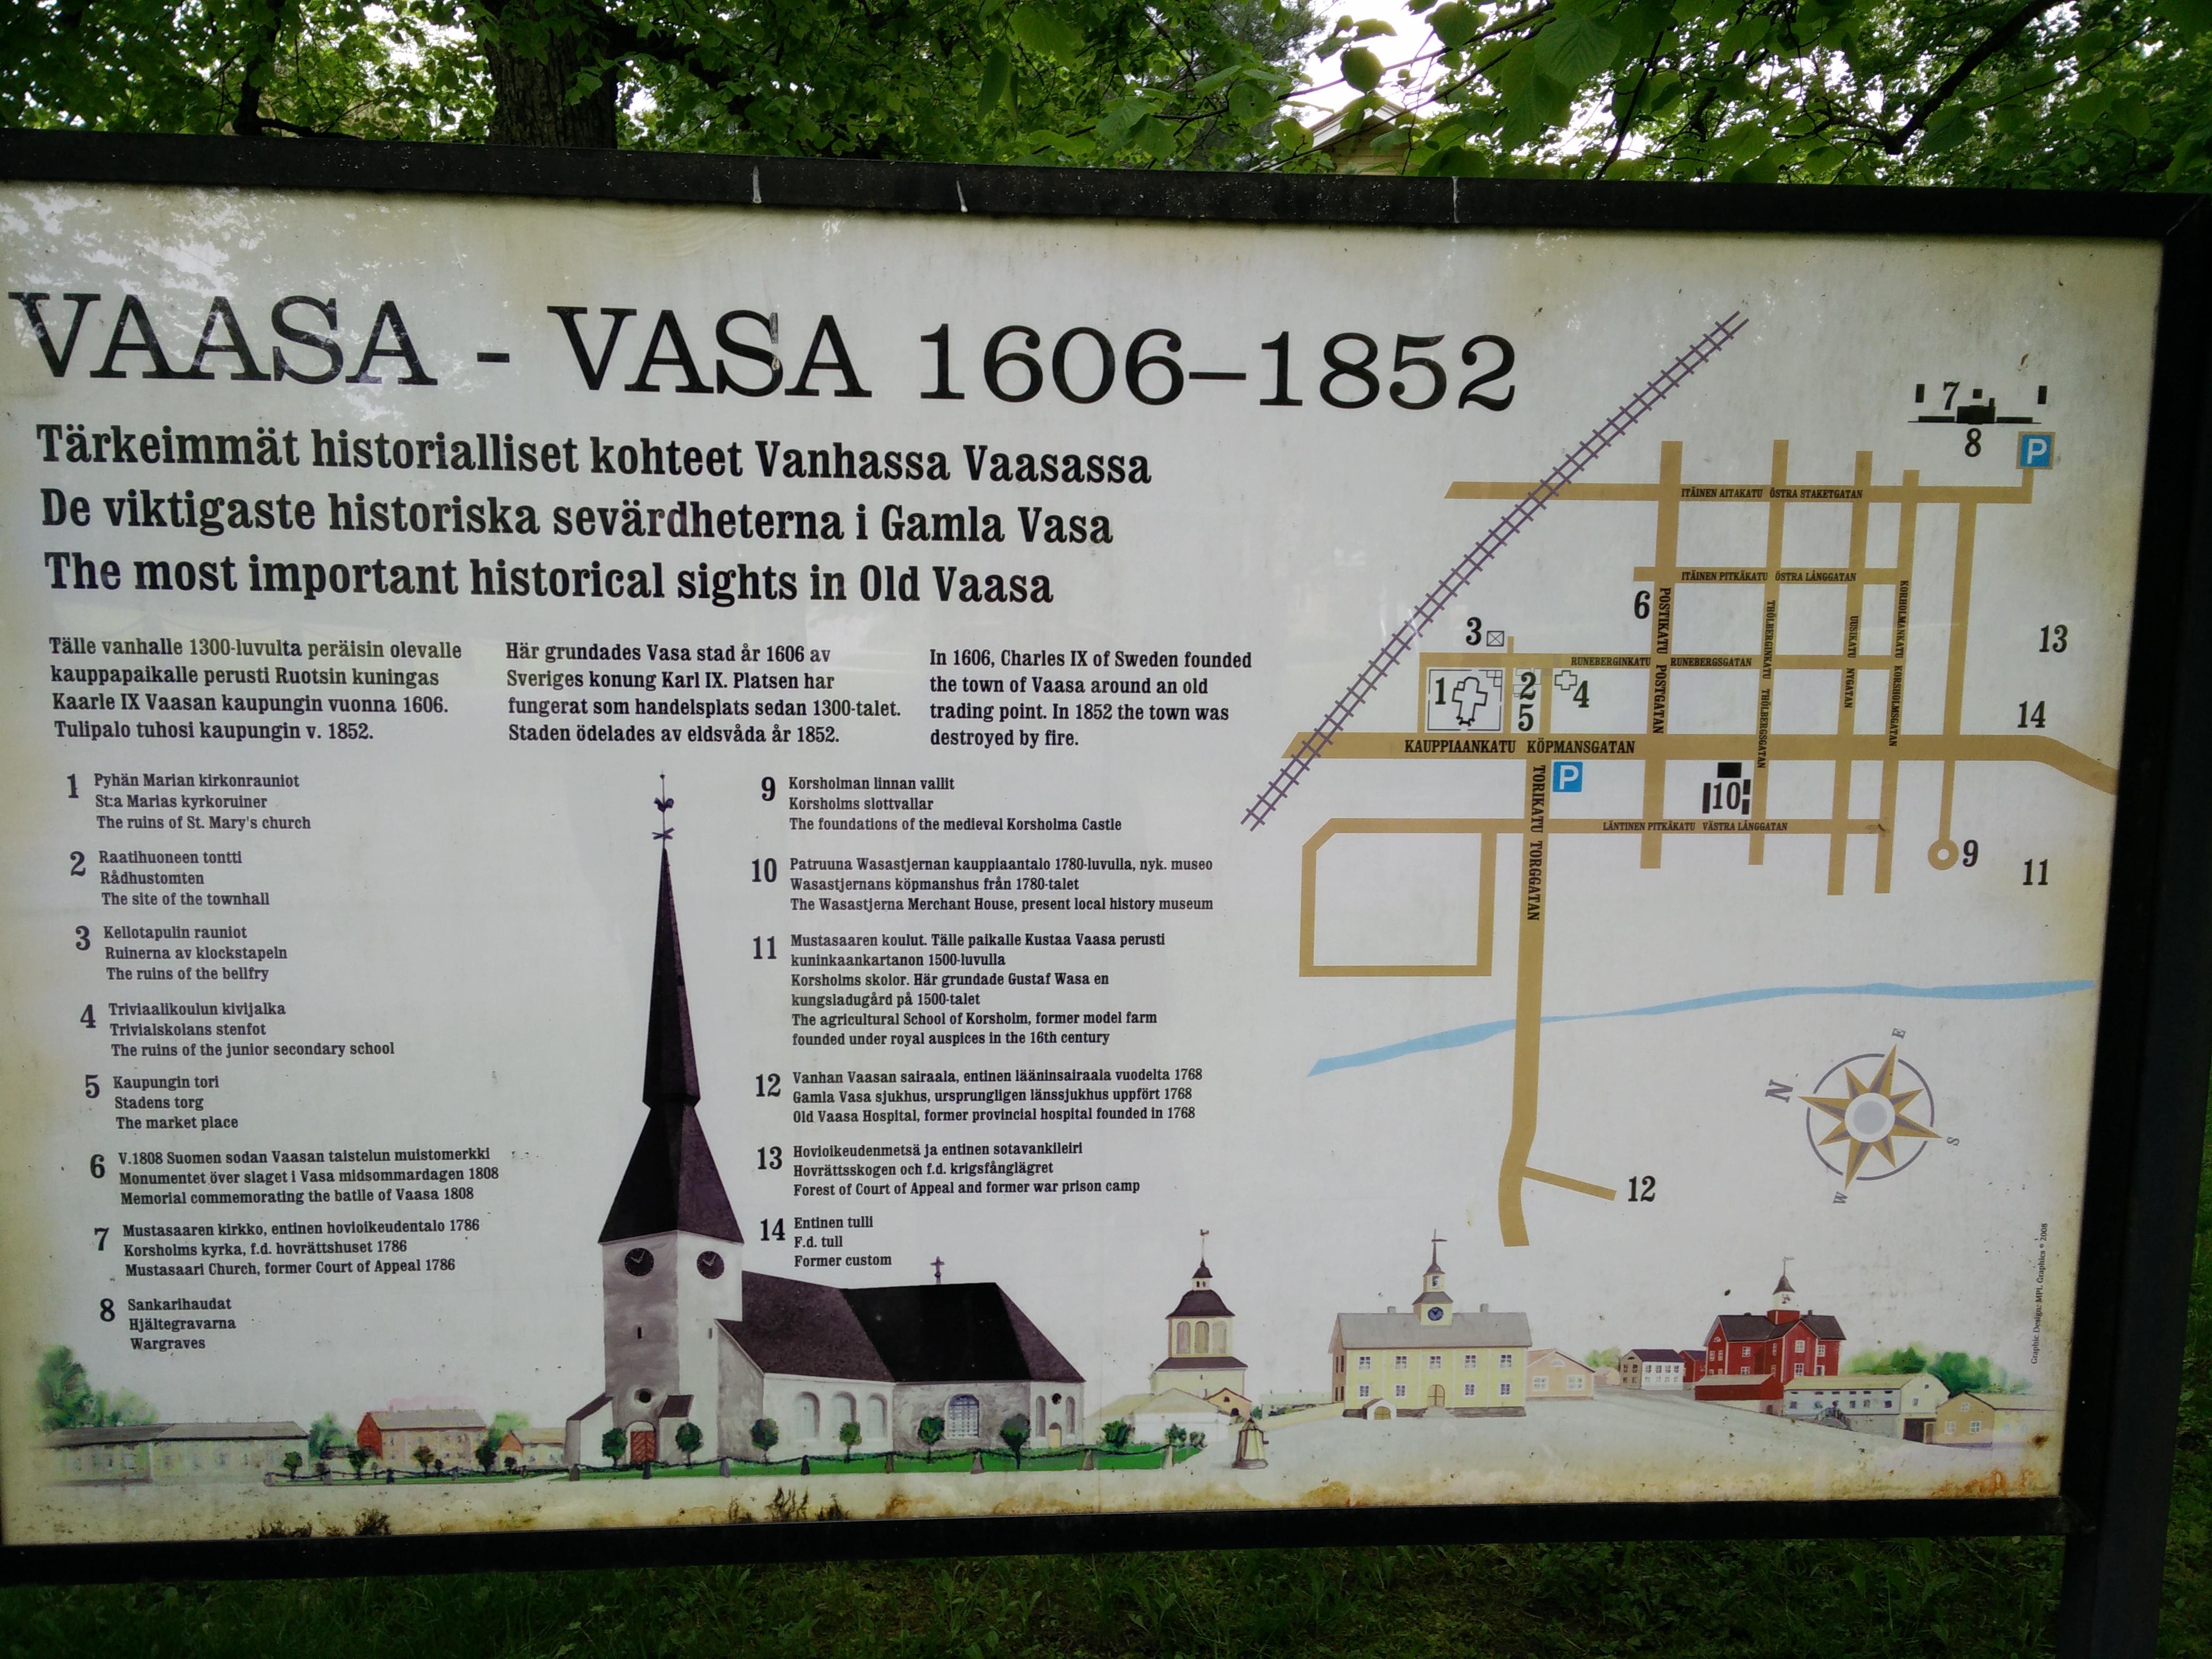 VAASA - VASA 1606–1852
Tärkeimmät historialliset kohteet Vanhassa Vaasassa
De viktigaste historiska sevärdheterna i Gamla Vasa
The most important historical sights in Old Vaasa
Tälle vanhalle 1300-luvulta peräisin olevalle
kauppapaikalle perusti Ruotsin kuningas
Kaarle IX Vaasan kaupungin vuonna 1606.
Tulipalo tuhosi kaupungin v. 1852.
Här grundades Vasa stad år 1606 av
Sveriges konung Karl IX. Platsen har
fungerat som handelsplats sedan 1300-talet.
Staden ödelades av eldsvåda år 1852.
In 1606, Charles IX of Sweden founded
the town of Vaasa around an old
trading point. In 1852 the town was
destroyed by fire.
1 Pyhän Marian kirkonrauniot
St:a Marias kyrkoruiner
The ruins of St. Mary's church
2 Raatihuoneen tontti
Rådhustomten
The site of the townhall
3 Kellotapulin rauniot
Ruinerna av klockstapeln
The ruins of the bellfry
4 Triviaalikoulun kivijalka
Trivialskolans stenfot
The ruins of the junior secondary school
5 Kaupungin tori
Stadens torg
The market place
6 V.1808 Suomen sodan Vaasan taistelun muistomerkki
Monumentet över slaget i Vasa midsommardagen 1808
Memorial commemorating the batlle of Vaasa 1808
7 Mustasaaren kirkko, entinen hovioikeudentalo 1786
Korsholms kyrka, f.d. hovrättshuset 1786
Mustasaari Church, former Court of Appeal 1786
8 Sankarihaudat
Hjältegravarna
Wargraves
9 Korsholman linnan vallit
Korsholms slottvallar
The foundations of the medieval Korsholma Castle
10 Patruuna Wasastjernan kauppiaantalo 1780-luvulla, nyk. museo
Wasastjernans köpmanshus från 1780-talet
The Wasastjerna Merchant House, present local history museum
11 Mustasaaren koulut. Tälle paikalle Kustaa Vaasa perusti
kuninkaankartanon 1500-luvulla
Korsholms skolor. Här grundade Gustaf Wasa en
kungsladugård på 1500-talet
The agricultural School of Korsholm, former model farm
founded under royal auspices in the 16th century
12 Vanhan Vaasan sairaala, entinen lääninsairaala vuodelta 1768
Gamla Vasa sjukhus, ursprungligen länssjukhus uppfört 1768
Old Vaasa Hospital, former provincial hospital founded in 1768
13 Hovioikeudenmetsä ja entinen sotavankileiri
Hovrättsskogen och f.d. krigsfånglägret
Forest of Court of Appeal and former war prison camp
14 Entinen tulli
F.d. tull
Former custom
7
8
P
ITÄINEN AITAKATU ÖSTRA STAKETGATAN
ITÄINEN PITKÄKATU ÖSTRA LÅNGGATAN
6
POSTIKATU POSTGATAN
THÖLBERGINKATU THÖLBERGSGATAN
UUSIKATU NYGATAN
KORHOLMANKATU KORSHOLMSGATAN
13
3
RUNEBERGINKATU RUNEBERGSGATAN
1
2
4
5
14
KAUPPIAANKATU KÖPMANSGATAN
P
TORIKATU TORGGATAN
10
LÄNTINEN PITKÄKATU VÄSTRA LÅNGGATAN
9
11
12
E
N
S
W
Graphic Design: MPL Graphics © 2008